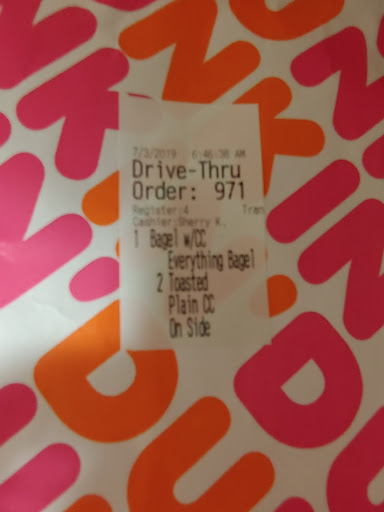 7/3/2019 6:46:38 AM
Drive-Thru
Order: 971
Register:4 Tran
Cashier:Sherry K.
1 Bagel w/CC
Everything Bagel
2 Toasted
Plain CC
On Side